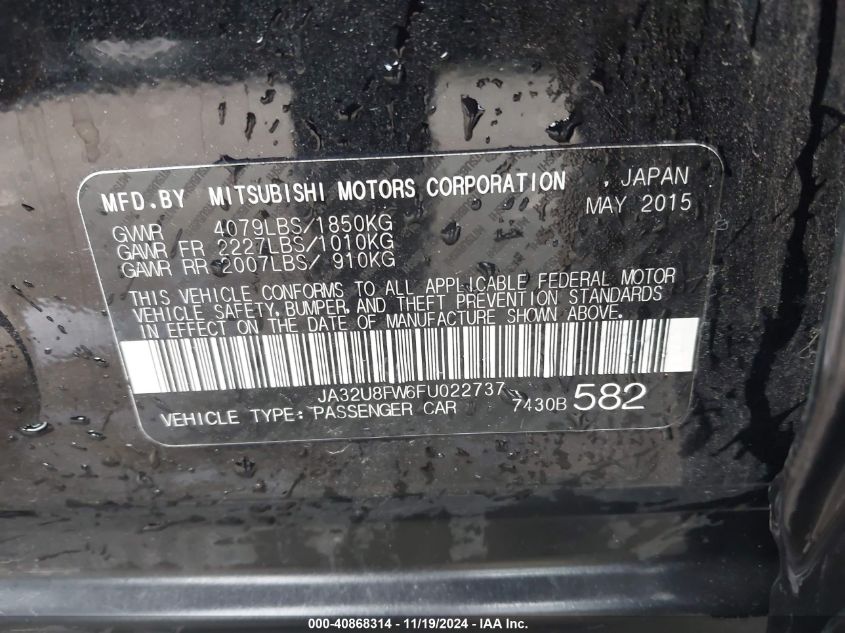 MFD.BY MITSUBISHI MOTORS CORPORATION , JAPAN
MAY 2015
GVWR 4079LBS/1850KG
GAWR FR 2227LBS/1010KG
GAWR RR 2007LBS/ 910KG
THIS VEHICLE CONFORMS TO ALL APPLICABLE FEDERAL MOTOR
VEHICLE SAFETY, BUMPER, AND THEFT PREVENTION STANDARDS
IN EFFECT ON THE DATE OF MANUFACTURE SHOWN ABOVE.
JA32U8FW6FU022737
VEHICLE TYPE: PASSENGER CAR 7430B 582
000-40868314 - 11/19/2024 - © IAA, Inc.